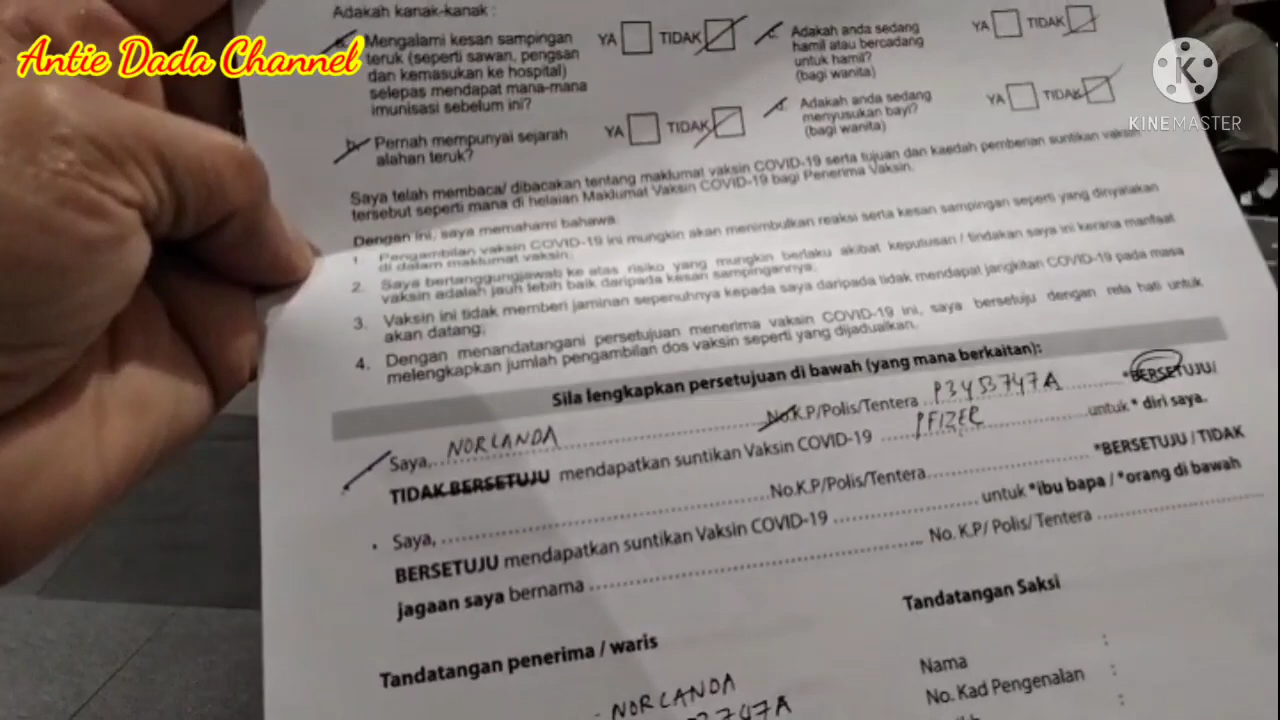 Antie Dada Channel
KINEMASTER
Adakah kanak-kanak :
a. Mengalami kesan sampingan
teruk (seperti sawan, pengsan
dan kemasukan ke hospital)
selepas mendapat mana-mana
imunisasi sebelum ini?
YA TIDAK
b. Pernah mempunyai sejarah
alahan teruk?
YA TIDAK
c. Adakah anda sedang
hamil atau bercadang
untuk hamil?
(bagi wanita)
YA TIDAK
d. Adakah anda sedang
menyusukan bayi?
(bagi wanita)
YA TIDAK
Saya telah membaca/ dibacakan tentang maklumat vaksin COVID-19 serta tujuan dan kaedah pemberian suntikan vaksin
tersebut seperti mana di helaian Maklumat Vaksin COVID-19 bagi Penerima Vaksin.
Dengan ini, saya memahami bahawa:
1. Pengambilan vaksin COVID-19 ini mungkin akan menimbulkan reaksi serta kesan sampingan seperti yang dinyatakan
di dalam maklumat vaksin;
2. Saya bertanggungjawab ke atas risiko yang mungkin berlaku akibat keputusan / tindakan saya ini kerana manfaat
vaksin adalah jauh lebih baik daripada kesan sampingannya;
3. Vaksin ini tidak memberi jaminan sepenuhnya kepada saya daripada tidak mendapat jangkitan COVID-19 pada masa
akan datang;
4. Dengan menandatangani persetujuan menerima vaksin COVID-19 ini, saya bersetuju dengan rela hati untuk
melengkapkan jumlah pengambilan dos vaksin seperti yang dijadualkan.
Sila lengkapkan persetujuan di bawah (yang mana berkaitan):
Saya, NORLANDA No.K.P/Polis/Tentera P3453747A *BERSETUJU/
TIDAK BERSETUJU mendapatkan suntikan Vaksin COVID-19 PFIZER untuk * diri saya.
• Saya, No.K.P/Polis/Tentera *BERSETUJU / TIDAK
BERSETUJU mendapatkan suntikan Vaksin COVID-19 untuk *ibu bapa / *orang di bawah
jagaan saya bernama No. K.P/ Polis/ Tentera
Tandatangan penerima / waris
NORLANDA
Tandatangan Saksi
Nama :
No. Kad Pengenalan :